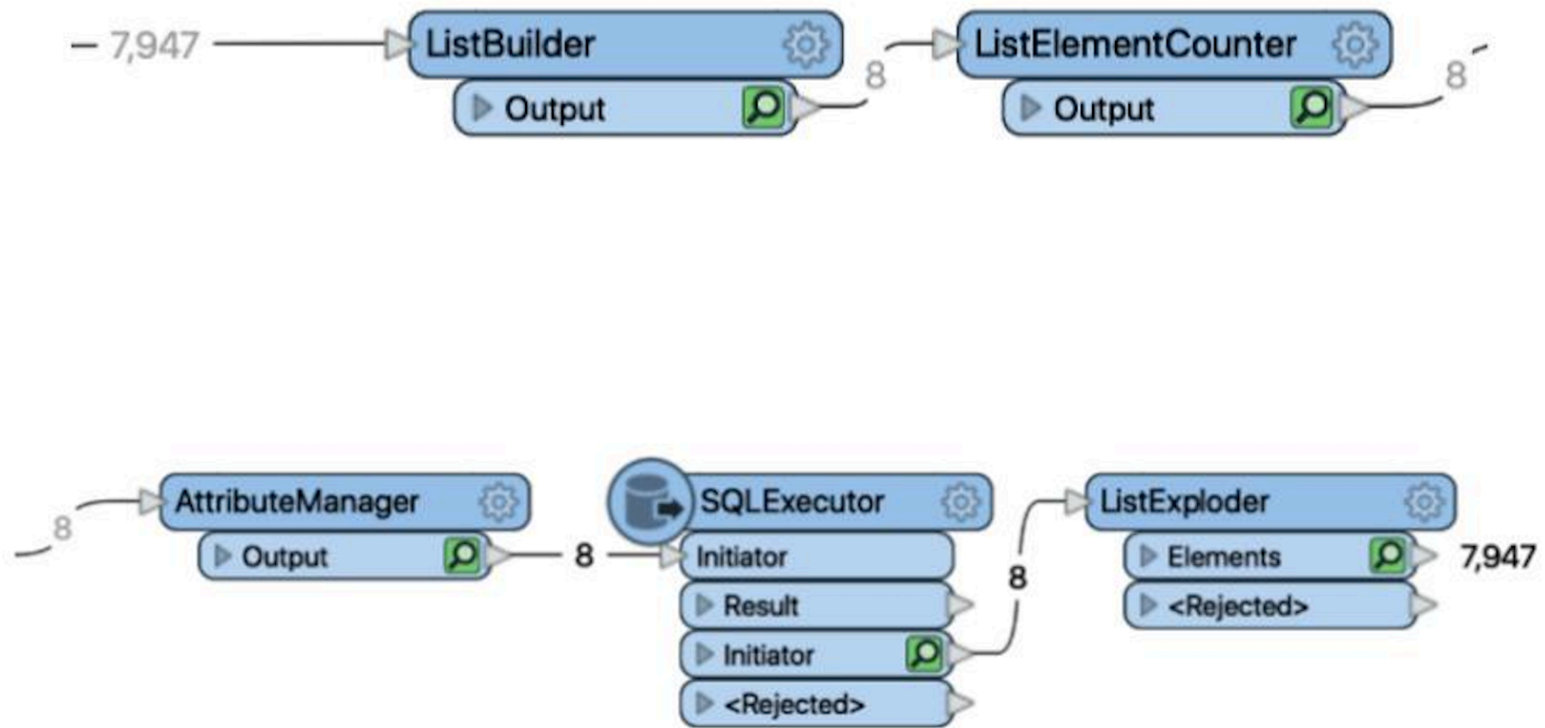 7,947
ListBuilder
8
ListElementCounter
8
Output
Output
8
AttributeManager
SQLExecutor
ListExploder
Output
8
Initiator
8
Elements
7,947
Result
<Rejected>
Initiator
<Rejected>